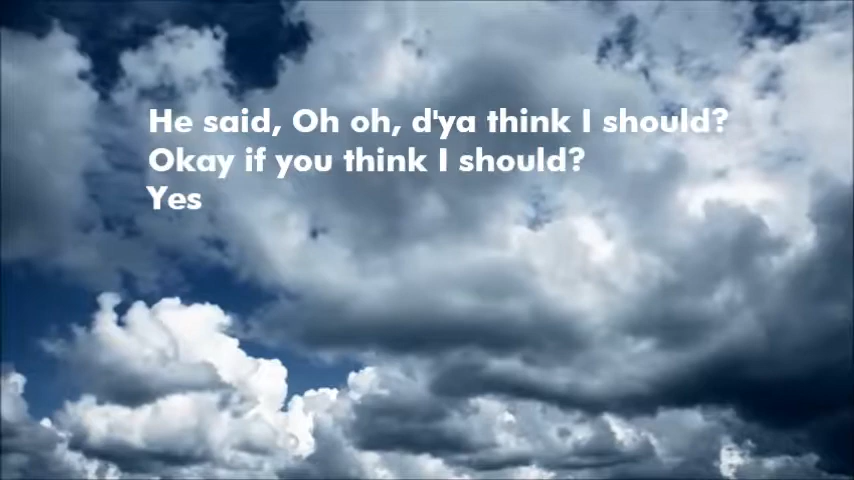 He said, Oh oh, d'ya think I should?
Okay if you think I should?
Yes